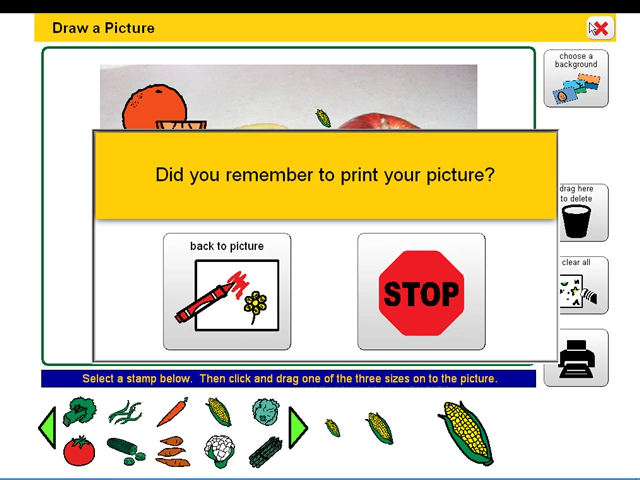 Draw a Picture
choose a
background
Did you remember to print your picture?
drag here
to delete
back to picture
STOP
clear all
Select a stamp below.  Then click and drag one of the three sizes on to the picture.